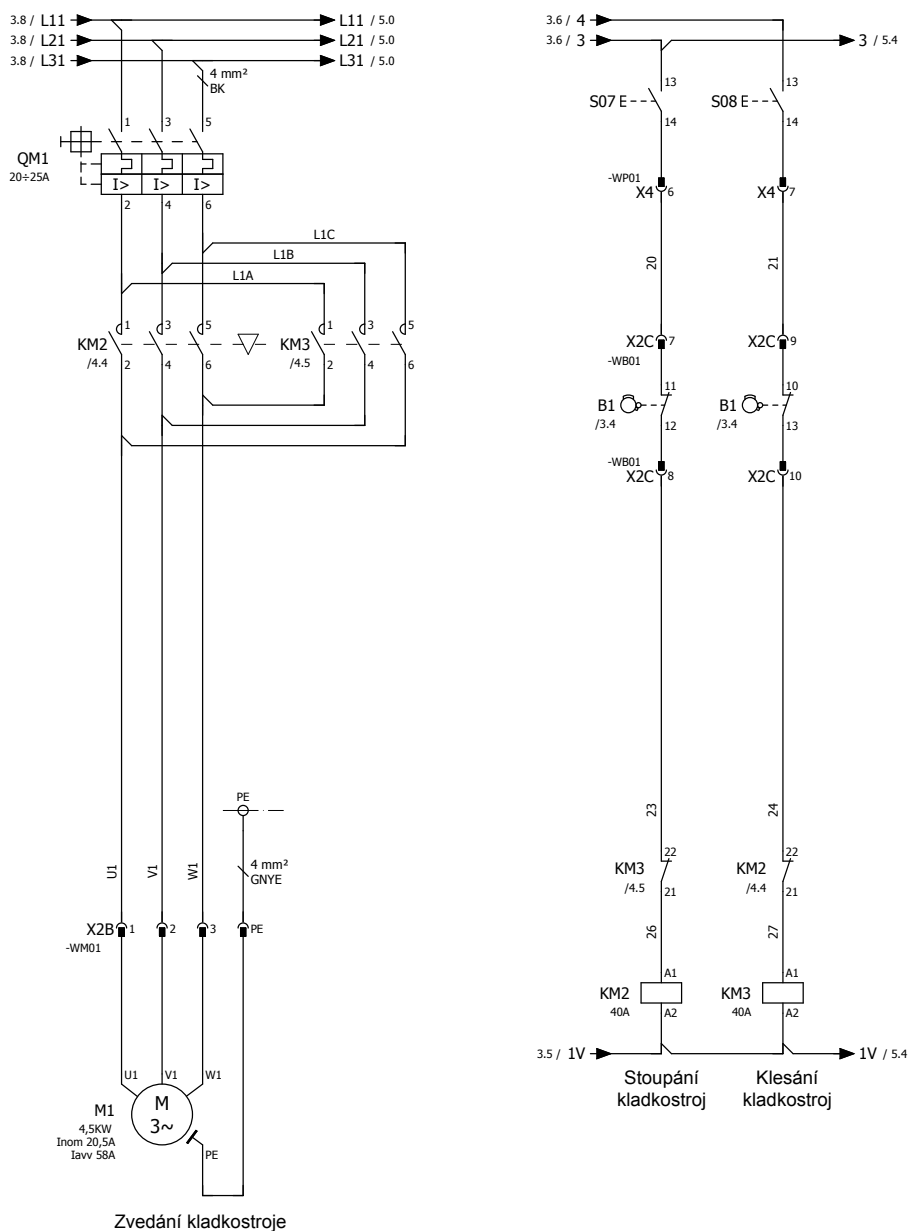 3.8 / L11 L11 / 5.0
3.8 / L21 L21 / 5.0
3.8 / L31 L31 / 5.0
4 mm²
BK
1 3 5
QM1
20÷25A
I> I> I>
2 4 6
L1C
L1B
L1A
1 3 5 1 3 5
KM2 KM3
/4.4 /4.5
2 4 6 2 4 6
PE
4 mm²
GNYE
U1 V1 W1
X2B 1 2 3 PE
-WM01
U1 V1 W1
M1
4,5KW
Inom 20,5A
Iavv 58A
M
3~
PE
Zvedání kladkostroje
3.6 / 4
3.6 / 3 3 / 5.4
13 13
S07 E S08 E
14 14
-WP01
X4 6 X4 7
20 21
X2C 7 X2C 9
-WB01
11 10
B1 B1
/3.4 /3.4
12 13
-WB01
X2C 8 X2C 10
23 24
22 22
KM3 KM2
/4.5 /4.4
21 21
26 27
A1 A1
KM2 KM3
40A 40A
A2 A2
3.5 / 1V 1V / 5.4
Stoupání
kladkostroj
Klesání
kladkostroj